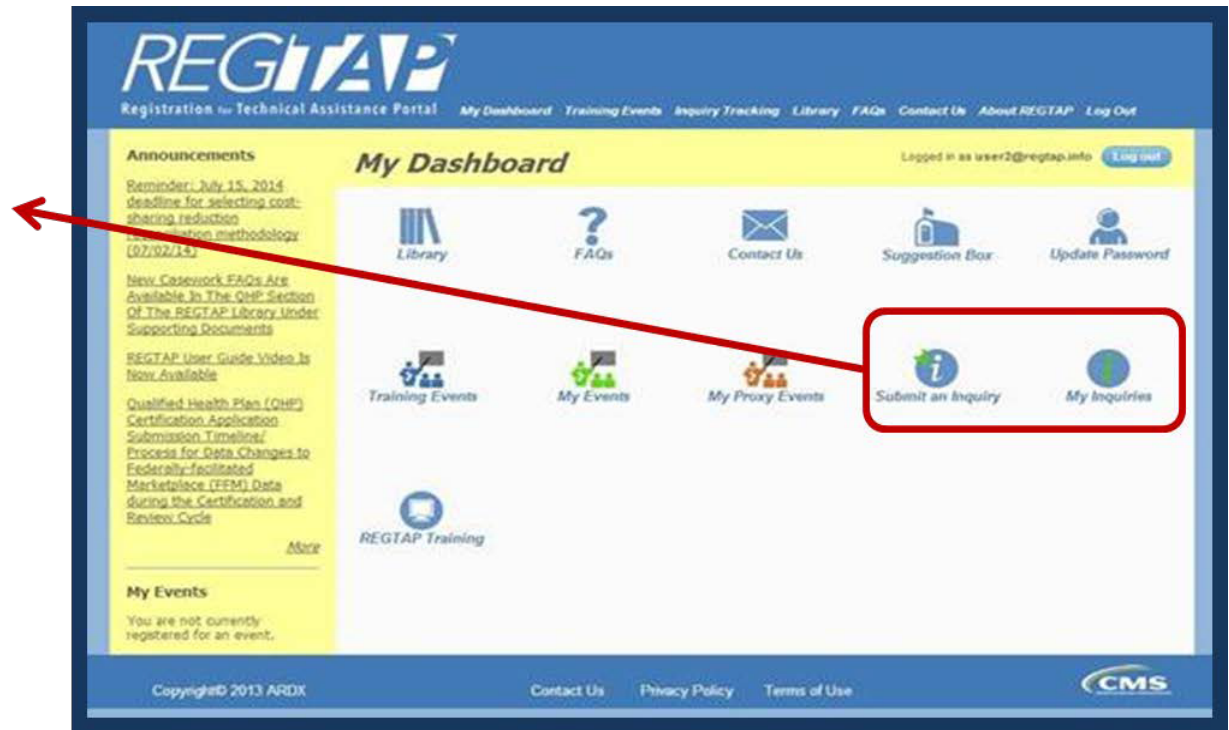 REGTAP
Registration for Technical Assistance Portal
My Dashboard Training Events Inquiry Tracking Library FAQs Contact Us About REGTAP Log Out
Announcements
Reminder: July 15, 2014
deadline for selecting cost-
sharing reduction
reconciliation methodology
(07/02/14)
New Casework FAQs Are
Available In The QHP Section
Of The REGTAP Library Under
Supporting Documents
REGTAP User Guide Video Is
Now Available
Qualified Health Plan (QHP)
Certification Application
Submission Timeline/
Process for Data Changes to
Federally-facilitated
Marketplace (FFM) Data
during the Certification and
Review Cycle
More
My Events
You are not currently
registered for an event.
My Dashboard
Logged in as user2@regtap.info Log out
Library FAQs Contact Us Suggestion Box Update Password
Training Events My Events My Proxy Events Submit an Inquiry My Inquiries
REGTAP Training
Copyright© 2013 ARDX Contact Us Privacy Policy Terms of Use CMS